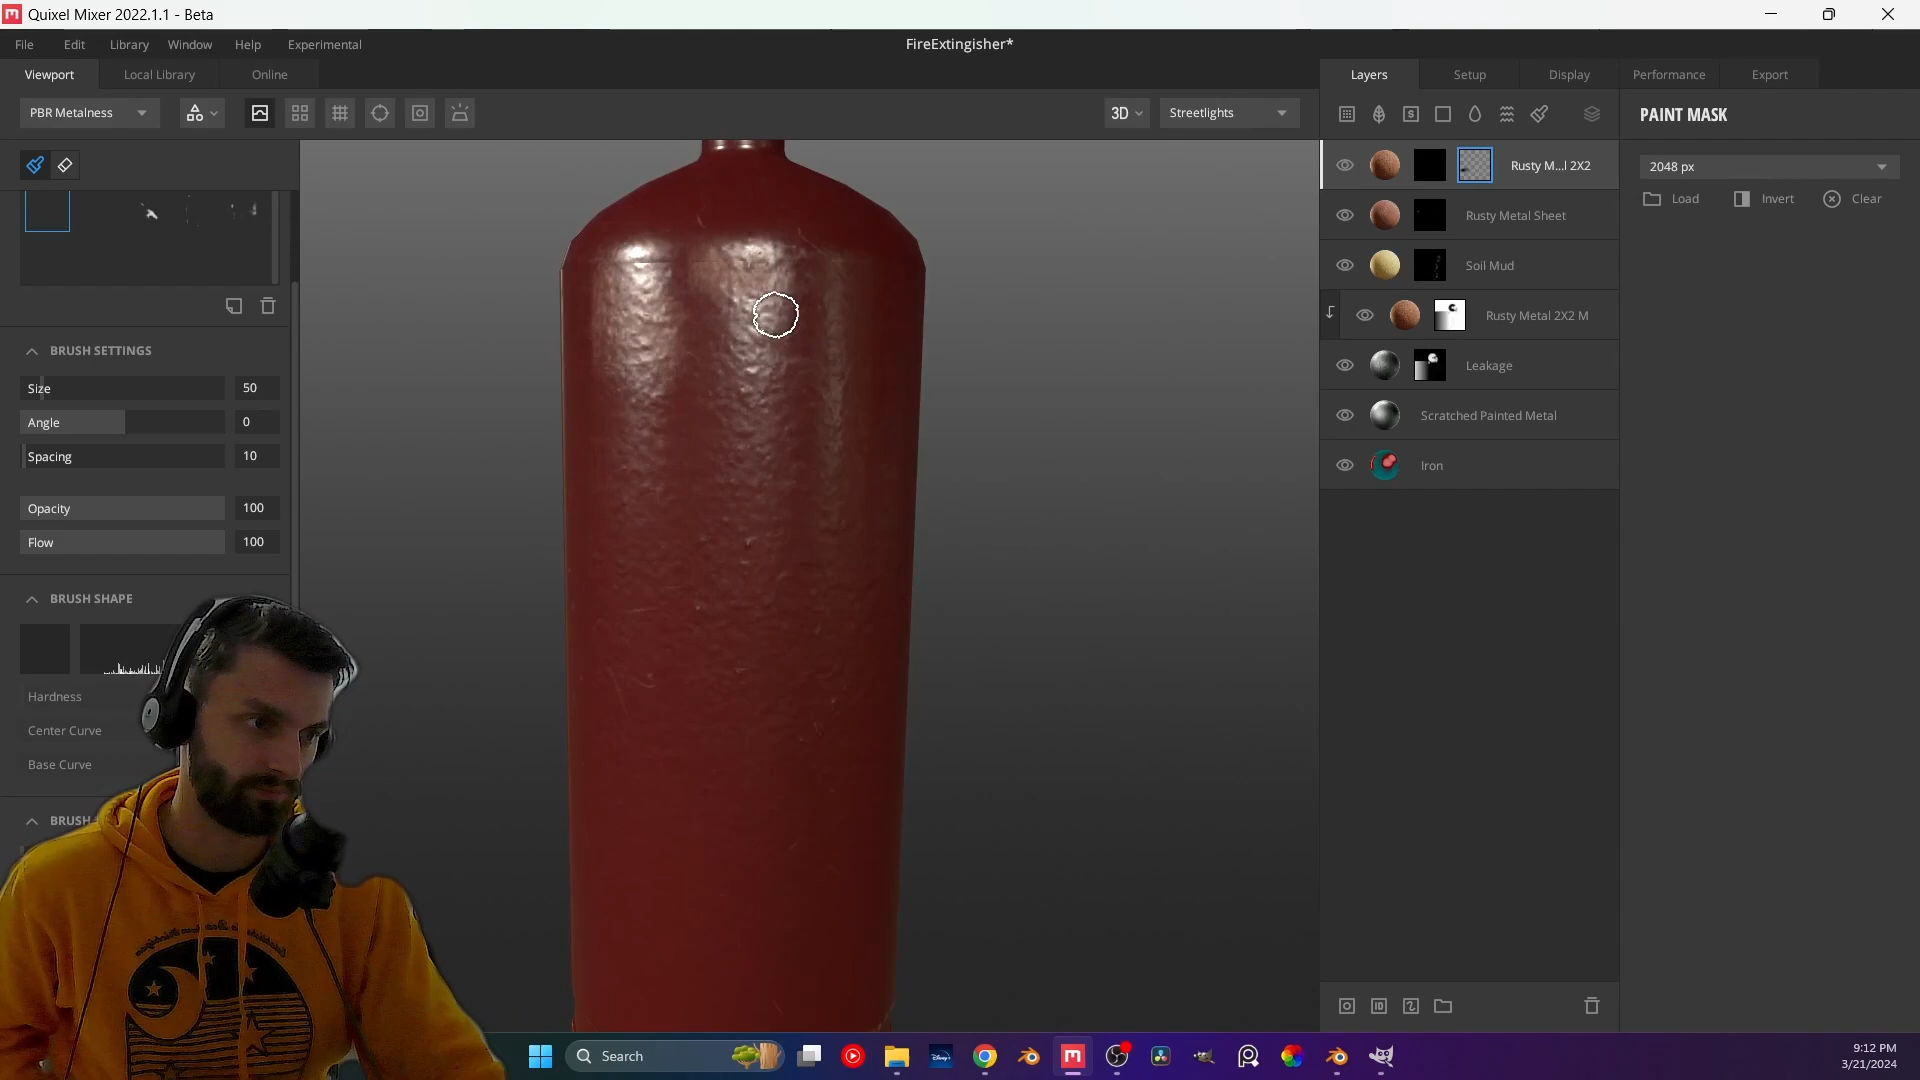 Quixel Mixer 2022.1.1 - Beta
File Edit Library Window Help Experimental
FireExtingisher*
Viewport Local Library Online
Layers Setup Display Performance Export
PBR Metalness
3D Streetlights
PAINT MASK
2048 px
Load Invert Clear
Rusty M...l 2X2
Rusty Metal Sheet
Soil Mud
Rusty Metal 2X2 M
Leakage
Scratched Painted Metal
Iron
BRUSH SETTINGS
Size 50
Angle 0
Spacing 10
Opacity 100
Flow 100
BRUSH SHAPE
Hardness
Center Curve
Base Curve
BRUSH
Search
Disney+
9:12 PM
3/21/2024